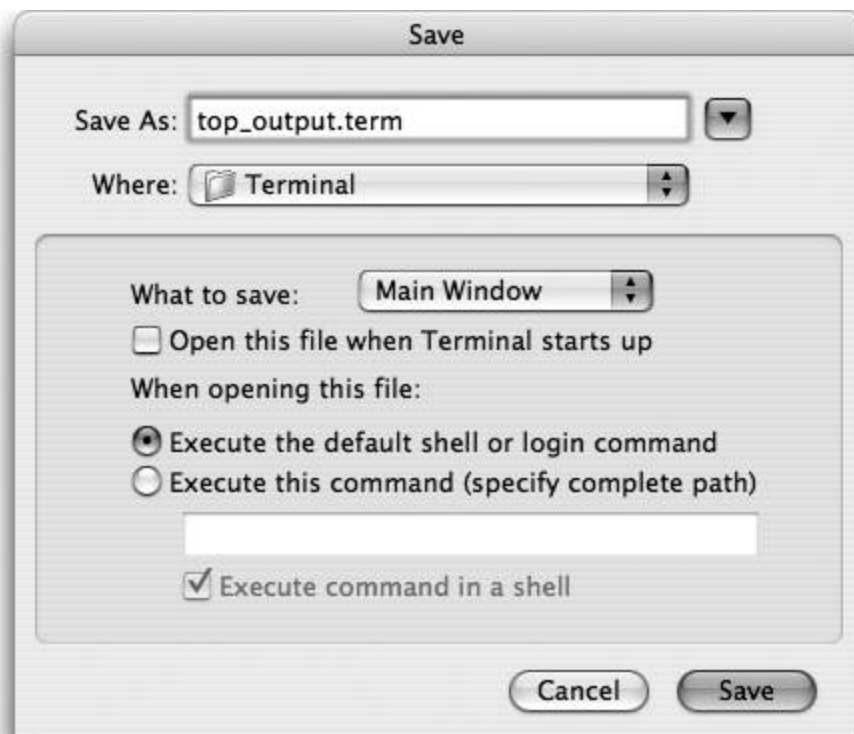 Save
Save As: top_output.term
Where: Terminal
What to save: Main Window
Open this file when Terminal starts up
When opening this file:
Execute the default shell or login command
Execute this command (specify complete path)
Execute command in a shell
Cancel Save